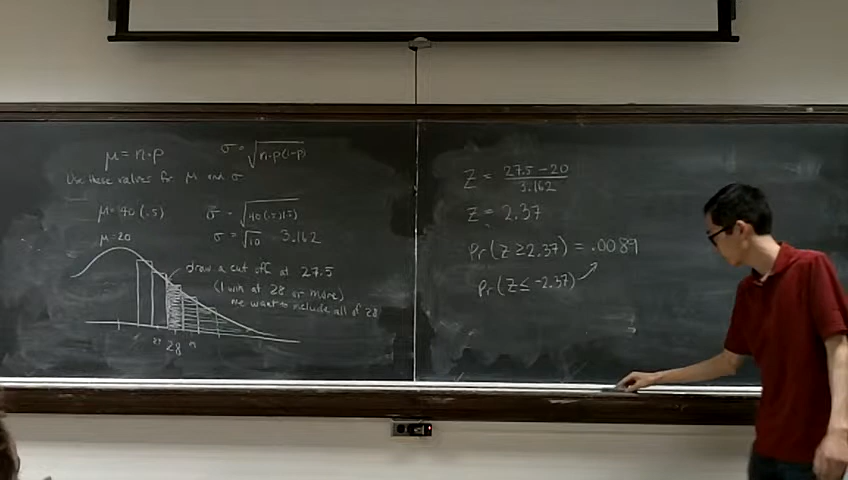 μ = n·p
σ = √n·p(1-p)
Use these values for μ and σ
μ = 40(.5)
σ = √40(.5)(.5)
μ = 20
σ = √10 3.162
draw a cut off at 27.5
(I win at 28 or more)
we want to include all of 28
27 28 29
Z = 27.5 - 20 / 3.162
Z = 2.37
Pr(Z ≥ 2.37) = .0089
Pr(Z ≤ -2.37)